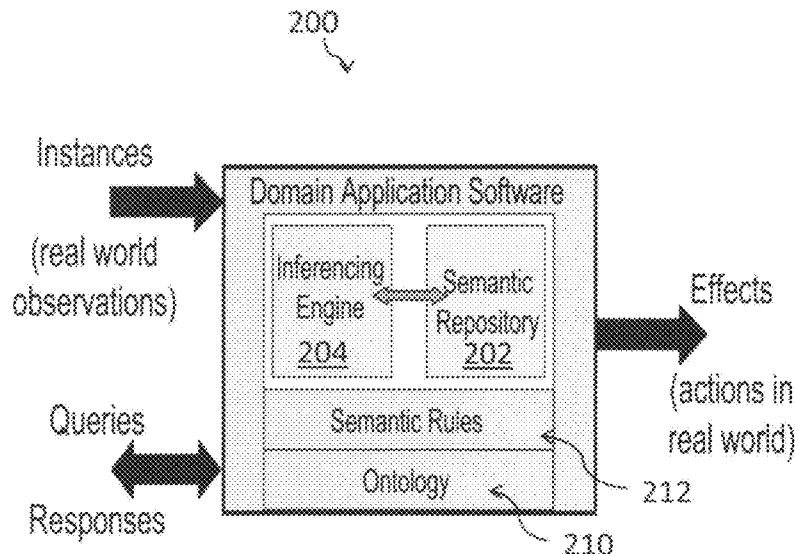 200
Instances
(real world
observations)
Domain Application Software
Inferencing
Engine
204
Semantic
Repository
202
Effects
(actions in
real world)
Queries
Responses
Semantic Rules
Ontology
212
210